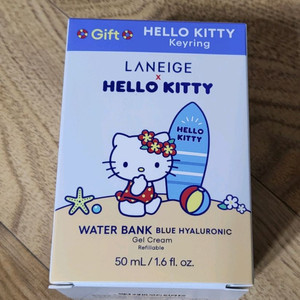 Gift
HELLO KITTY
Keyring
LANEIGE
x
HELLO KITTY
HELLO
KITTY
WATER BANK BLUE HYALURONIC
Gel Cream
Refillable
50 mL / 1.6 fl. oz.